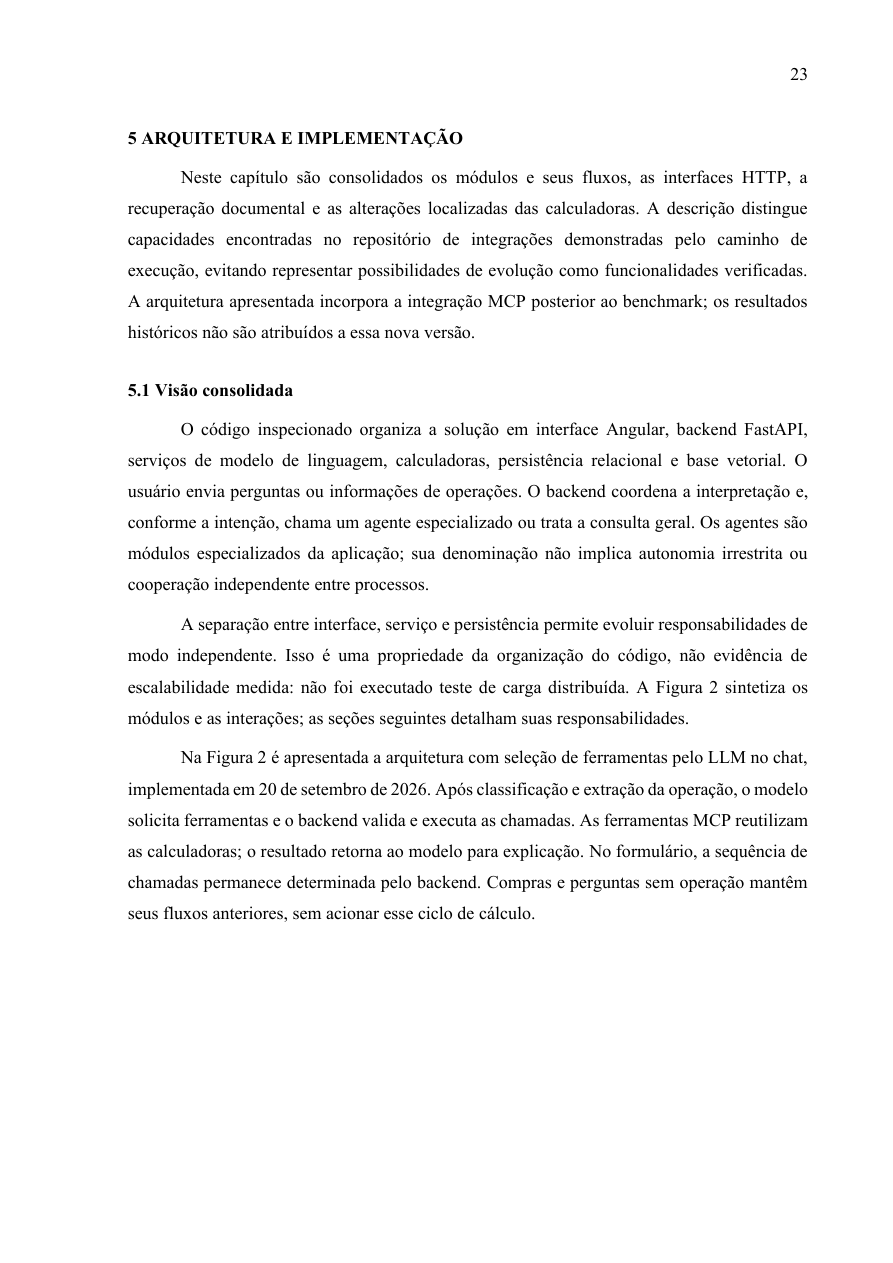 23
5 ARQUITETURA E IMPLEMENTAÇÃO
Neste capítulo são consolidados os módulos e seus fluxos, as interfaces HTTP, a
recuperação documental e as alterações localizadas das calculadoras. A descrição distingue
capacidades encontradas no repositório de integrações demonstradas pelo caminho de
execução, evitando representar possibilidades de evolução como funcionalidades verificadas.
A arquitetura apresentada incorpora a integração MCP posterior ao benchmark; os resultados
históricos não são atribuídos a essa nova versão.
5.1 Visão consolidada
O código inspecionado organiza a solução em interface Angular, backend FastAPI,
serviços de modelo de linguagem, calculadoras, persistência relacional e base vetorial. O
usuário envia perguntas ou informações de operações. O backend coordena a interpretação e,
conforme a intenção, chama um agente especializado ou trata a consulta geral. Os agentes são
módulos especializados da aplicação; sua denominação não implica autonomia irrestrita ou
cooperação independente entre processos.
A separação entre interface, serviço e persistência permite evoluir responsabilidades de
modo independente. Isso é uma propriedade da organização do código, não evidência de
escalabilidade medida: não foi executado teste de carga distribuída. A Figura 2 sintetiza os
módulos e as interações; as seções seguintes detalham suas responsabilidades.
Na Figura 2 é apresentada a arquitetura com seleção de ferramentas pelo LLM no chat,
implementada em 20 de setembro de 2026. Após classificação e extração da operação, o modelo
solicita ferramentas e o backend valida e executa as chamadas. As ferramentas MCP reutilizam
as calculadoras; o resultado retorna ao modelo para explicação. No formulário, a sequência de
chamadas permanece determinada pelo backend. Compras e perguntas sem operação mantêm
seus fluxos anteriores, sem acionar esse ciclo de cálculo.